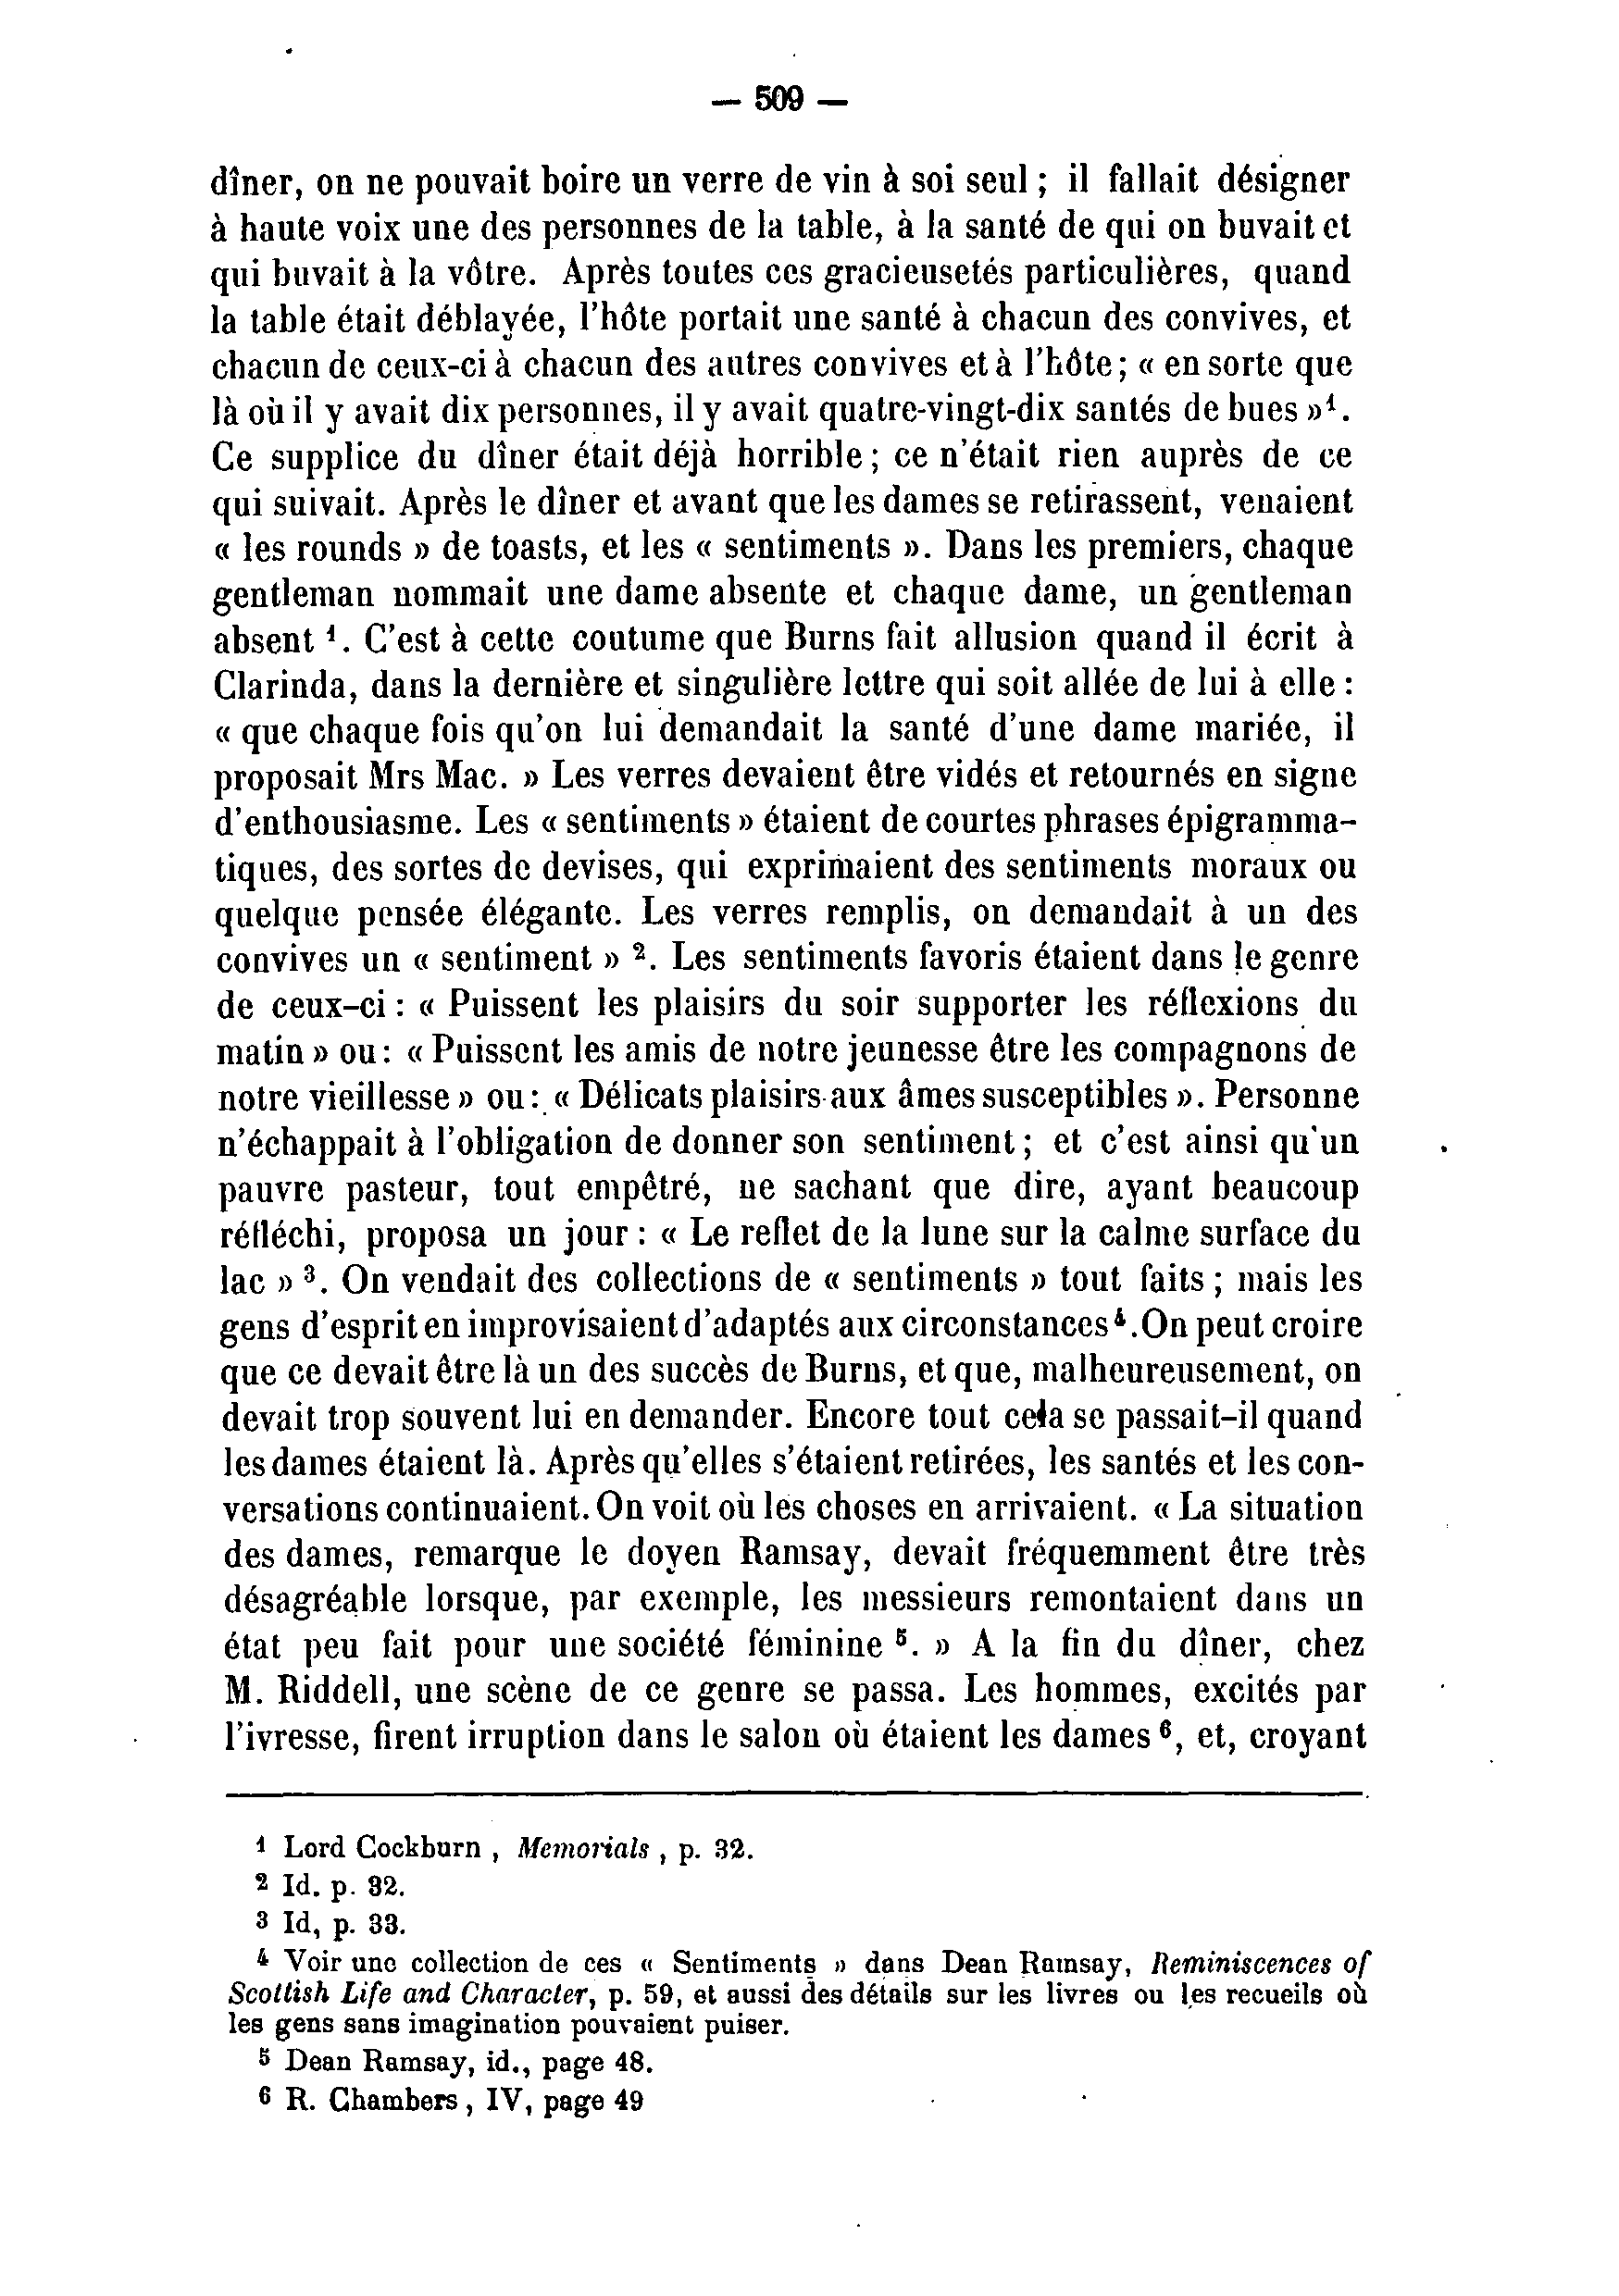 — 509 —
dîner, on ne pouvait boire un verre de vin à soi seul ; il fallait désigner
à haute voix une des personnes de la table, à la santé de qui on buvait et
qui buvait à la vôtre. Après toutes ces gracieusetés particulières, quand
la table était déblayée, l'hôte portait une santé à chacun des convives, et
chacun de ceux-ci à chacun des autres convives et à l'hôte ; « en sorte que
là où il y avait dix personnes, il y avait quatre-vingt-dix santés de bues »¹.
Ce supplice du dîner était déjà horrible ; ce n'était rien auprès de ce
qui suivait. Après le dîner et avant que les dames se retirassent, venaient
« les rounds » de toasts, et les « sentiments ». Dans les premiers, chaque
gentleman nommait une dame absente et chaque dame, un gentleman
absent ¹. C'est à cette coutume que Burns fait allusion quand il écrit à
Clarinda, dans la dernière et singulière lettre qui soit allée de lui à elle :
« que chaque fois qu'on lui demandait la santé d'une dame mariée, il
proposait Mrs Mac. » Les verres devaient être vidés et retournés en signe
d'enthousiasme. Les « sentiments » étaient de courtes phrases épigramma-
tiques, des sortes de devises, qui exprimaient des sentiments moraux ou
quelque pensée élégante. Les verres remplis, on demandait à un des
convives un « sentiment » ². Les sentiments favoris étaient dans le genre
de ceux-ci : « Puissent les plaisirs du soir supporter les réflexions du
matin » ou : « Puissent les amis de notre jeunesse être les compagnons de
notre vieillesse » ou : « Délicats plaisirs aux âmes susceptibles ». Personne
n'échappait à l'obligation de donner son sentiment ; et c'est ainsi qu'un
pauvre pasteur, tout empêtré, ne sachant que dire, ayant beaucoup
réfléchi, proposa un jour : « Le reflet de la lune sur la calme surface du
lac » ³. On vendait des collections de « sentiments » tout faits ; mais les
gens d'esprit en improvisaient d'adaptés aux circonstances⁴. On peut croire
que ce devait être là un des succès de Burns, et que, malheureusement, on
devait trop souvent lui en demander. Encore tout cela se passait-il quand
les dames étaient là. Après qu'elles s'étaient retirées, les santés et les con-
versations continuaient. On voit où les choses en arrivaient. « La situation
des dames, remarque le doyen Ramsay, devait fréquemment être très
désagréable lorsque, par exemple, les messieurs remontaient dans un
état peu fait pour une société féminine ⁵. » A la fin du dîner, chez
M. Riddell, une scène de ce genre se passa. Les hommes, excités par
l'ivresse, firent irruption dans le salon où étaient les dames ⁶, et, croyant
¹ Lord Cockburn , Memorials , p. 32.
² Id. p. 32.
³ Id, p. 33.
⁴ Voir une collection de ces « Sentiments » dans Dean Ramsay, Reminiscences of
Scottish Life and Character, p. 59, et aussi des détails sur les livres ou les recueils où
les gens sans imagination pouvaient puiser.
⁵ Dean Ramsay, id., page 48.
⁶ R. Chambers , IV, page 49